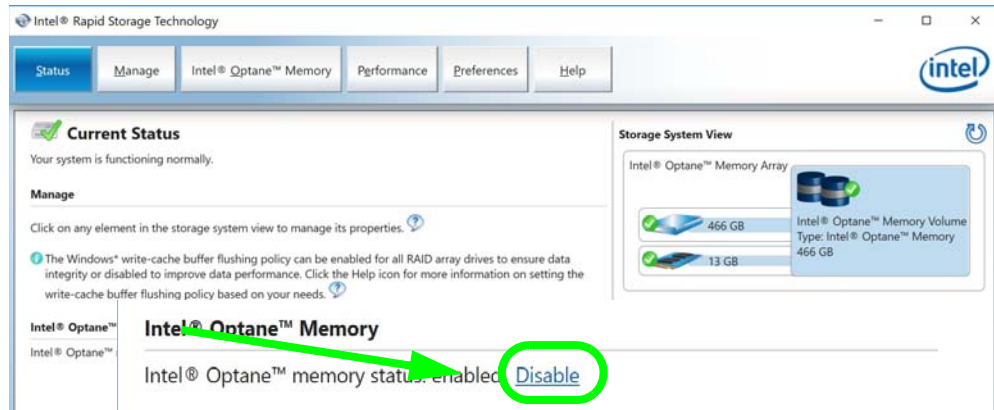 Intel® Rapid Storage Technology
Status Manage Intel® Optane™ Memory Performance Preferences Help
intel
Current Status
Your system is functioning normally.
Manage
Click on any element in the storage system view to manage its properties.
The Windows* write-cache buffer flushing policy can be enabled for all RAID array drives to ensure data
integrity or disabled to improve data performance. Click the Help icon for more information on setting the
write-cache buffer flushing policy based on your needs.
Intel® Optane™
Intel® Optane™
Intel® Optane™ Memory
Intel® Optane™ memory status: enabled Disable
Storage System View
Intel® Optane™ Memory Array
466 GB
13 GB
Intel® Optane™ Memory Volume
Type: Intel® Optane™ Memory
466 GB